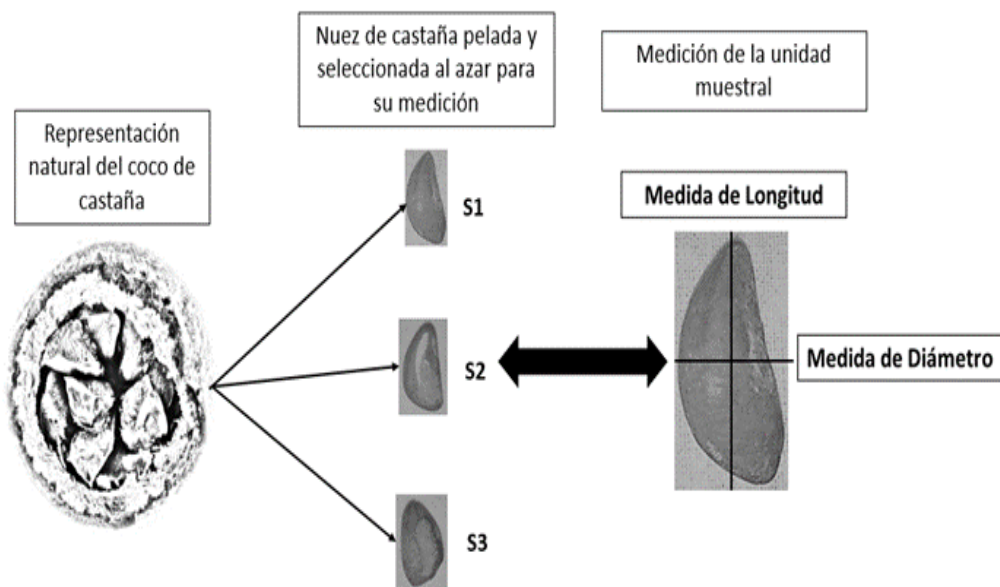 Representación
natural del coco de
castaña
Nuez de castaña pelada y
seleccionada al azar para
su medición
Medición de la unidad
muestral
S1
S2
S3
Medida de Longitud
Medida de Diámetro